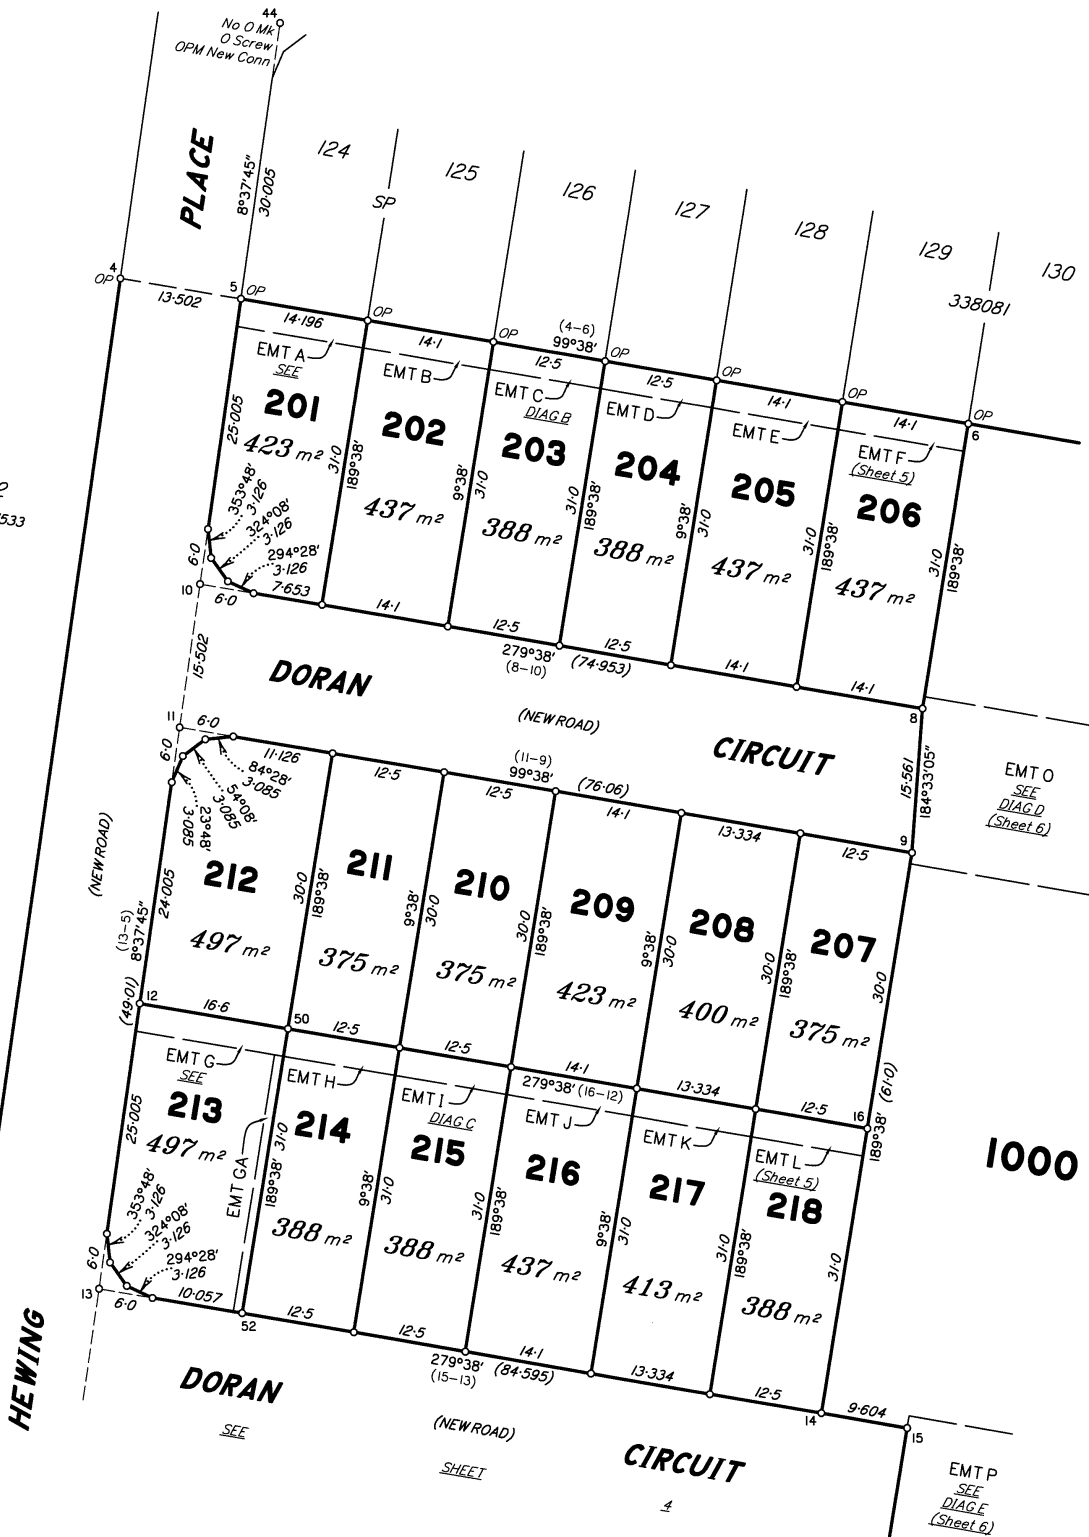 44
No O Mk
O Screw
OPM New Conn
PLACE
8°37'45"
30·005
124
125
126
127
128
129
130
SP
338081
4
OP
13·502
5
OP
OP
OP
OP
OP
OP
OP
6
(4–6)
99°38'
14·196
14·1
12·5
12·5
14·1
14·1
EMT A
SEE
EMT B
EMT C
DIAG B
EMT D
EMT E
EMT F
(Sheet 5)
201
423 m²
202
437 m²
203
388 m²
204
388 m²
205
437 m²
206
437 m²
25·005
31·0
189°38'
9°38'
31·0
31·0
189°38'
9°38'
31·0
31·0
189°38'
31·0
189°38'
2
533
353°48'
3·126
324°08'
3·126
294°28'
3·126
6·0
10
6·0
7·653
14·1
12·5
279°38'
(8–10)
12·5
(74·953)
14·1
14·1
8
15·502
DORAN
(NEW ROAD)
CIRCUIT
15·561
184°33'05"
EMT O
SEE
DIAG D
(Sheet 6)
11
6·0
6·0
84°28'
3·085
54°08'
3·085
23°48'
3·085
11·126
12·5
(11–9)
99°38'
12·5
(76·06)
14·1
13·334
12·5
9
(NEW ROAD)
24·005
(13–5)
8°37'45"
(49·01)
212
497 m²
211
375 m²
210
375 m²
209
423 m²
208
400 m²
207
375 m²
30·0
189°38'
9°38'
30·0
30·0
189°38'
9°38'
30·0
30·0
189°38'
30·0
(61·0)
189°38'
12
16·6
50
12·5
12·5
14·1
279°38' (16–12)
13·334
12·5
16
EMT G
SEE
EMT H
EMT I
DIAG C
EMT J
EMT K
EMT L
(Sheet 5)
EMT GA
213
497 m²
214
388 m²
215
388 m²
216
437 m²
217
413 m²
218
388 m²
1000
25·005
31·0
189°38'
9°38'
31·0
31·0
189°38'
9°38'
31·0
31·0
189°38'
31·0
353°48'
3·126
324°08'
3·126
294°28'
3·126
6·0
13
6·0
10·057
52
12·5
12·5
279°38'
(15–13)
14·1
(84·595)
13·334
12·5
14
9·604
15
HEWING
DORAN
SEE
(NEW ROAD)
SHEET
CIRCUIT
4
EMT P
SEE
DIAG E
(Sheet 6)